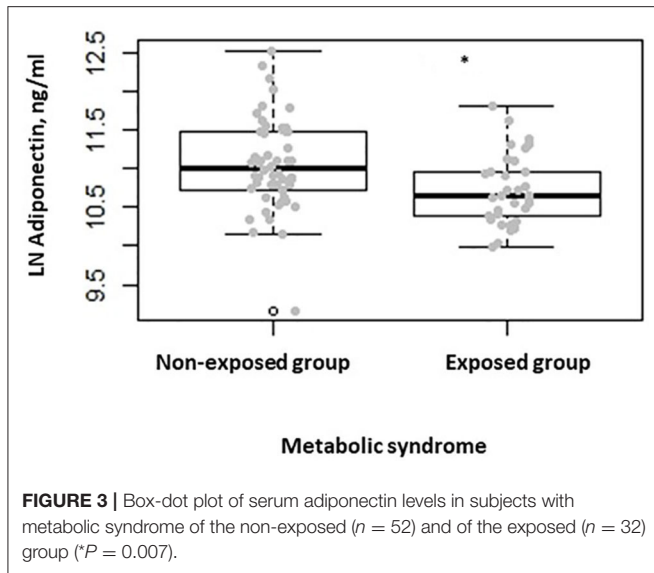 LN Adiponectin, ng/ml
12.5
11.5
10.5
9.5
*
Non-exposed group
Exposed group
Metabolic syndrome
FIGURE 3 | Box-dot plot of serum adiponectin levels in subjects with
metabolic syndrome of the non-exposed (n = 52) and of the exposed (n = 32)
group (*P = 0.007).